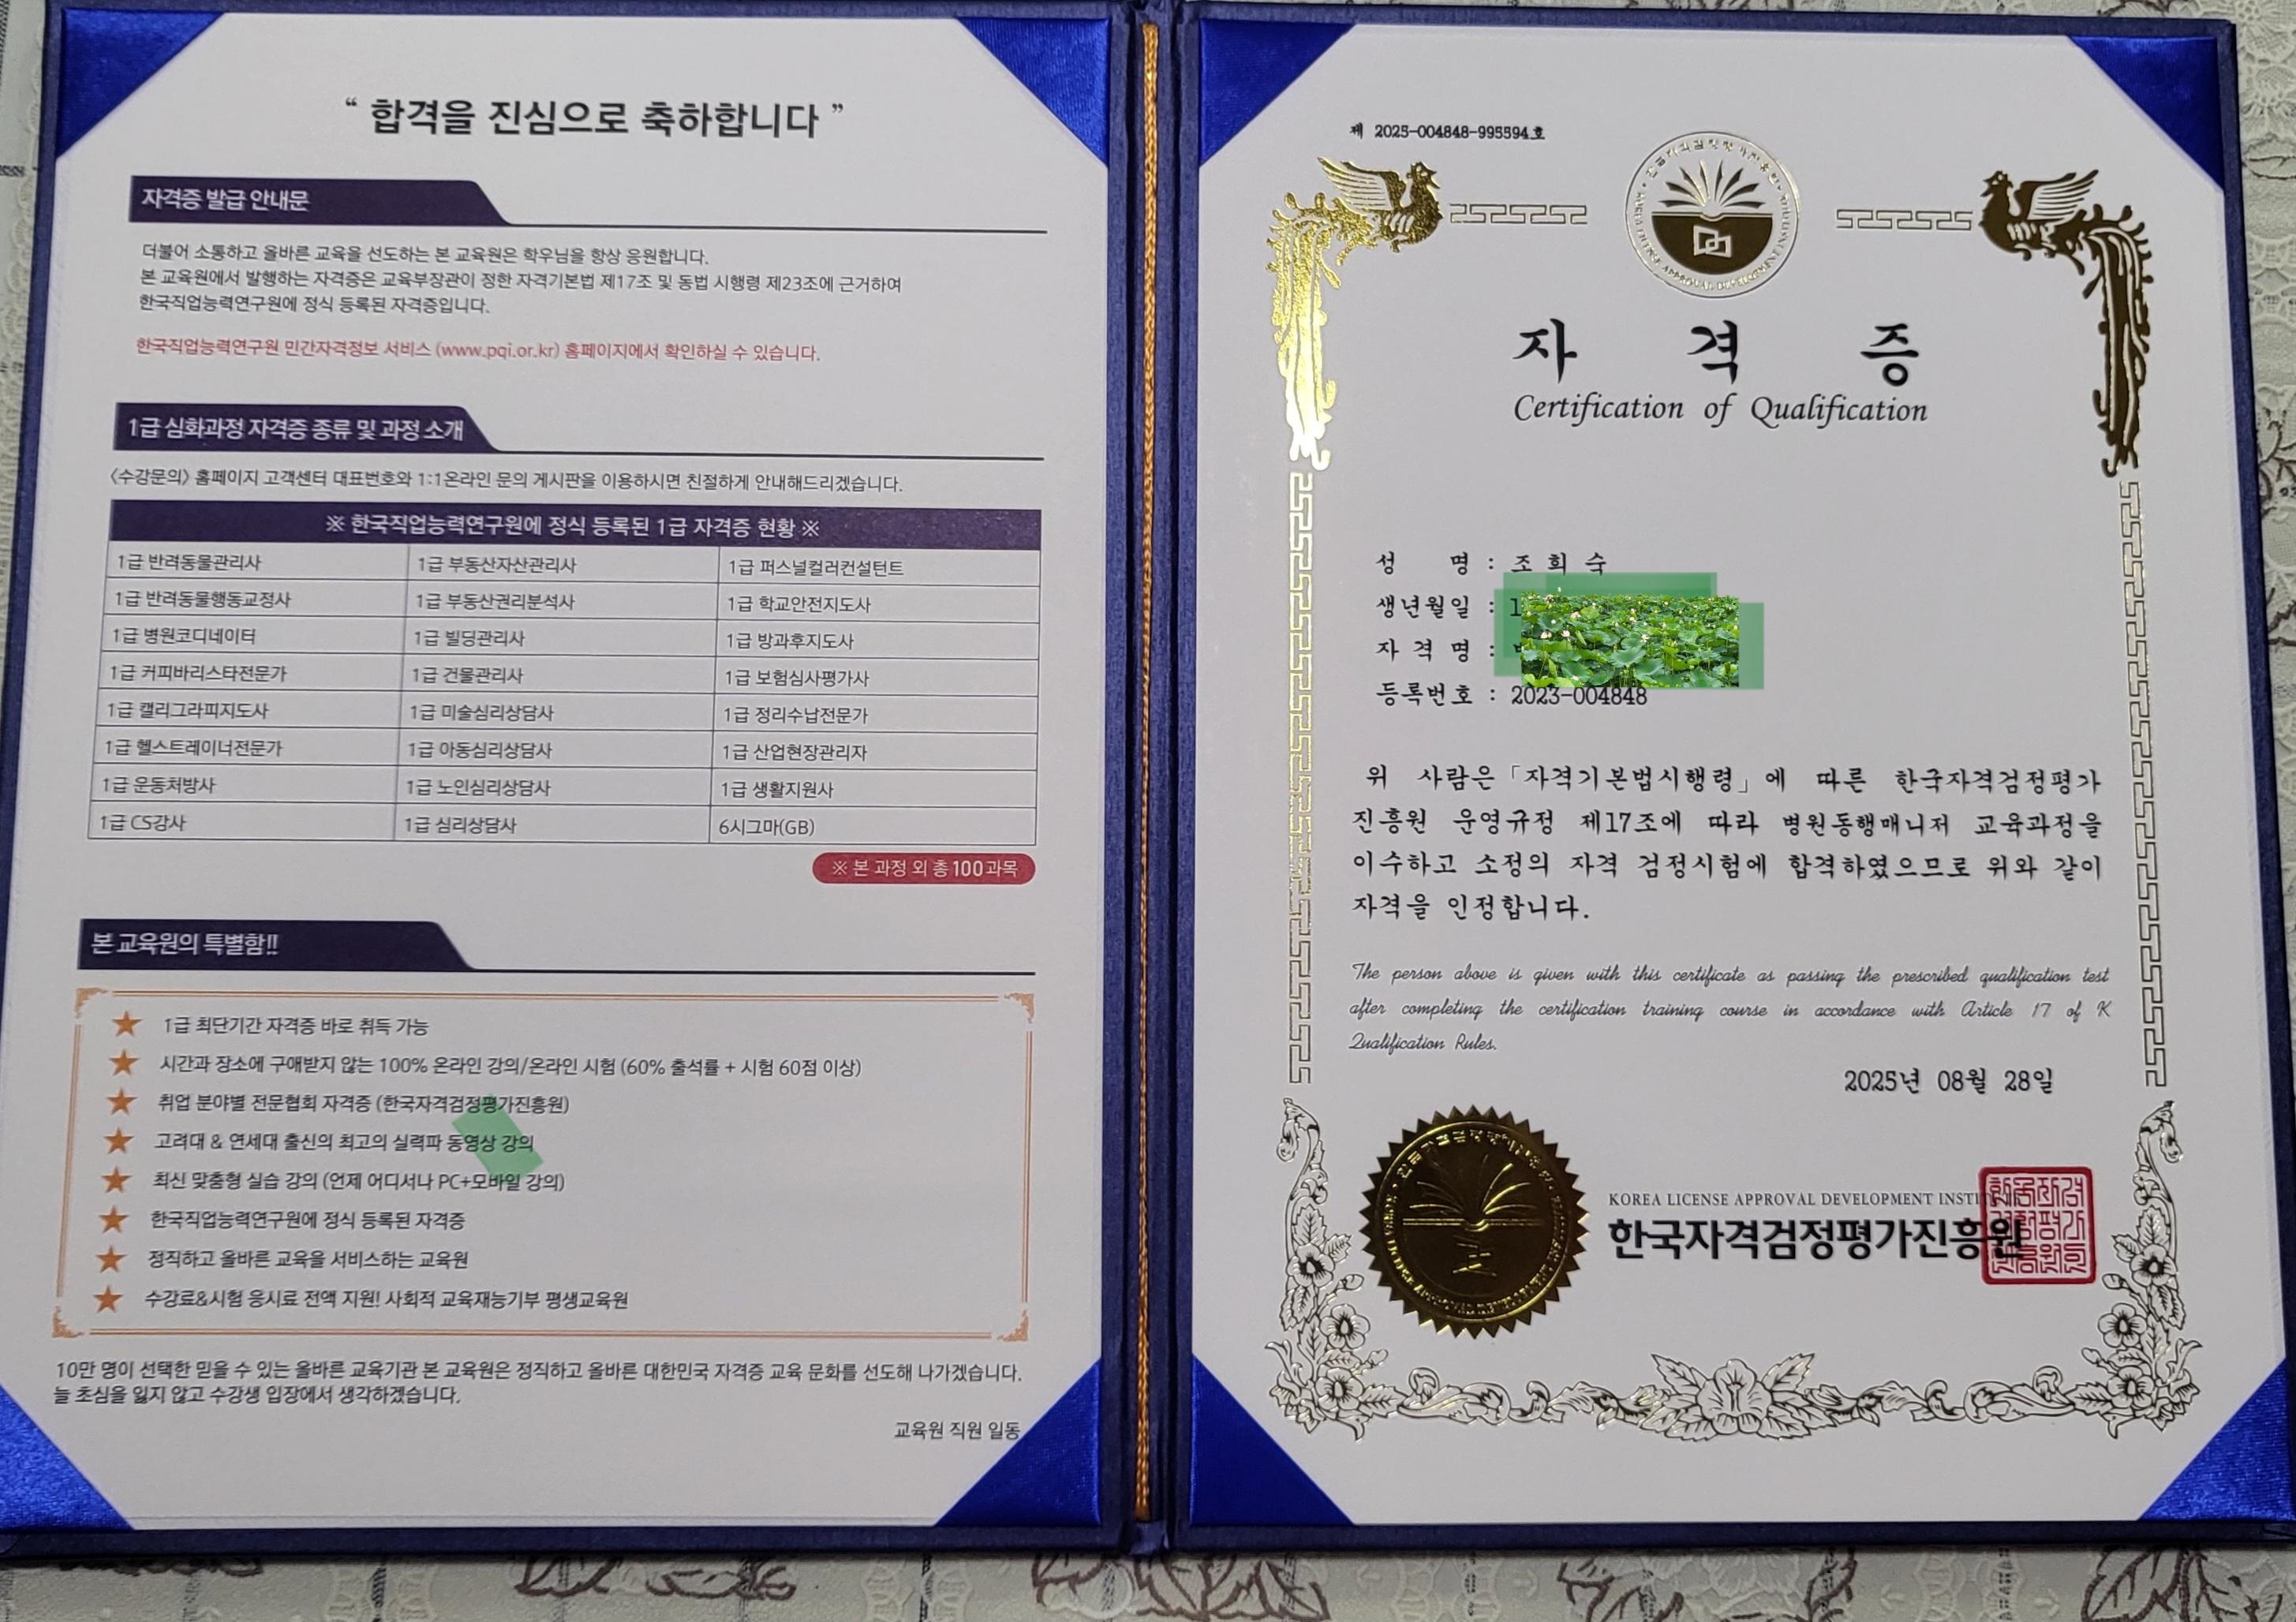 “ 합격을 진심으로 축하합니다 ”
자격증 발급 안내문
더불어 소통하고 올바른 교육을 선도하는 본 교육원은 학우님을 항상 응원합니다.
본 교육원에서 발행하는 자격증은 교육부장관이 정한 자격기본법 제17조 및 동법 시행령 제23조에 근거하여
한국직업능력연구원에 정식 등록된 자격증입니다.
한국직업능력연구원 민간자격정보 서비스 (www.pqi.or.kr) 홈페이지에서 확인하실 수 있습니다.
1급 심화과정 자격증 종류 및 과정 소개
<수강문의> 홈페이지 고객센터 대표번호와 1:1온라인 문의 게시판을 이용하시면 친절하게 안내해드리겠습니다.
※ 한국직업능력연구원에 정식 등록된 1급 자격증 현황 ※
1급 반려동물관리사 1급 부동산자산관리사 1급 퍼스널컬러컨설턴트
1급 반려동물행동교정사 1급 부동산권리분석사 1급 학교안전지도사
1급 병원코디네이터 1급 빌딩관리사 1급 방과후지도사
1급 커피바리스타전문가 1급 건물관리사 1급 보험심사평가사
1급 캘리그라피지도사 1급 미술심리상담사 1급 정리수납전문가
1급 헬스트레이너전문가 1급 아동심리상담사 1급 산업현장관리자
1급 운동처방사 1급 노인심리상담사 1급 생활지원사
1급 CS강사 1급 심리상담사 6시그마(GB)
※ 본 과정 외 총 100과목
본 교육원의 특별함!!
★ 1급 최단기간 자격증 바로 취득 가능
★ 시간과 장소에 구애받지 않는 100% 온라인 강의/온라인 시험 (60% 출석률 + 시험 60점 이상)
★ 취업 분야별 전문협회 자격증 (한국자격검정평가진흥원)
★ 고려대 & 연세대 출신의 최고의 실력파 동영상 강의
★ 최신 맞춤형 실습 강의 (언제 어디서나 PC+모바일 강의)
★ 한국직업능력연구원에 정식 등록된 자격증
★ 정직하고 올바른 교육을 서비스하는 교육원
★ 수강료&시험 응시료 전액 지원! 사회적 교육재능기부 평생교육원
10만 명이 선택한 믿을 수 있는 올바른 교육기관 본 교육원은 정직하고 올바른 대한민국 자격증 교육 문화를 선도해 나가겠습니다.
늘 초심을 잃지 않고 수강생 입장에서 생각하겠습니다.
교육원 직원 일동
제 2025-004848-995594호
자 격 증
Certification of Qualification
성 명 : 조희숙
생년월일 : 1
자 격 명 :
등록번호 : 2023-004848
위 사람은「자격기본법시행령」에 따른 한국자격검정평가
진흥원 운영규정 제17조에 따라 병원동행매니저 교육과정을
이수하고 소정의 자격 검정시험에 합격하였으므로 위와 같이
자격을 인정합니다.
The person above is given with this certificate as passing the prescribed qualification test
after completing the certification training course in accordance with Article 17 of K
Qualification Rules.
2025년 08월 28일
KOREA LICENSE APPROVAL DEVELOPMENT INSTITUTE
한국자격검정평가진흥원